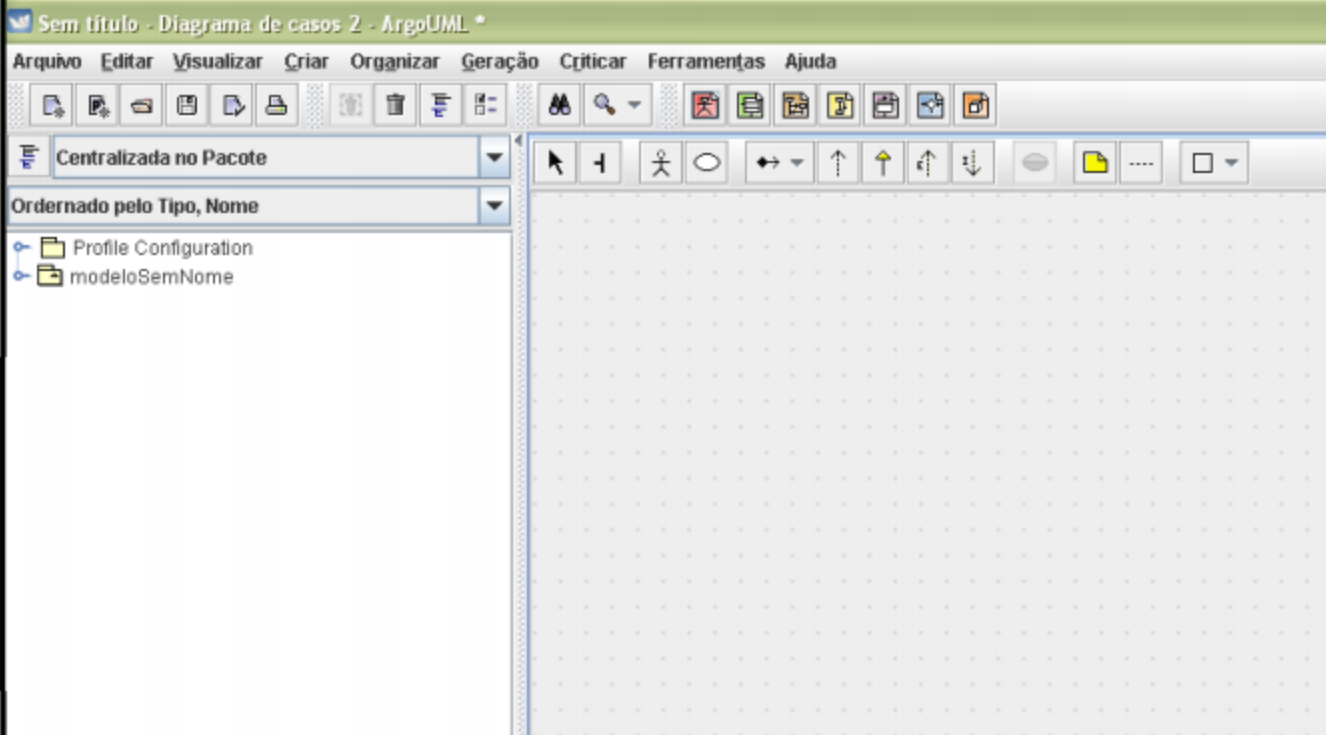 Sem título - Diagrama de casos 2 - ArgoUML *
Arquivo Editar Visualizar Criar Organizar Geração Criticar Ferramentas Ajuda
Centralizada no Pacote
Ordernado pelo Tipo, Nome
Profile Configuration
modeloSemNome